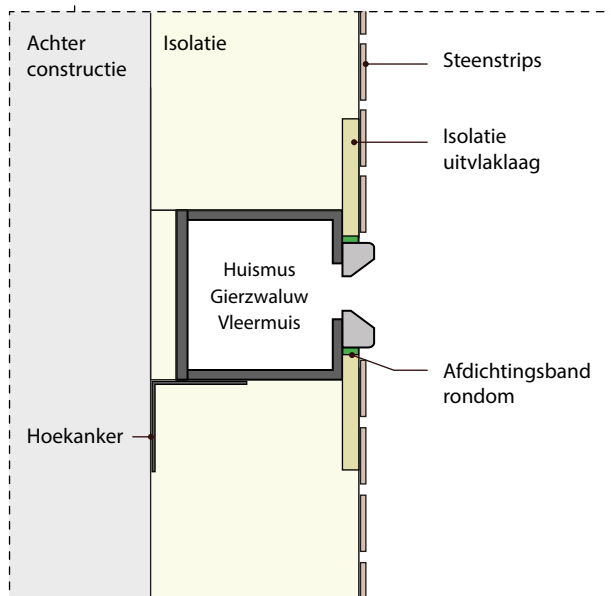 Achter
constructie
Isolatie
Steenstrips
Isolatie
uitvlaklaag
Huismus
Gierzwaluw
Vleermuis
Afdichtingsband
rondom
Hoekanker